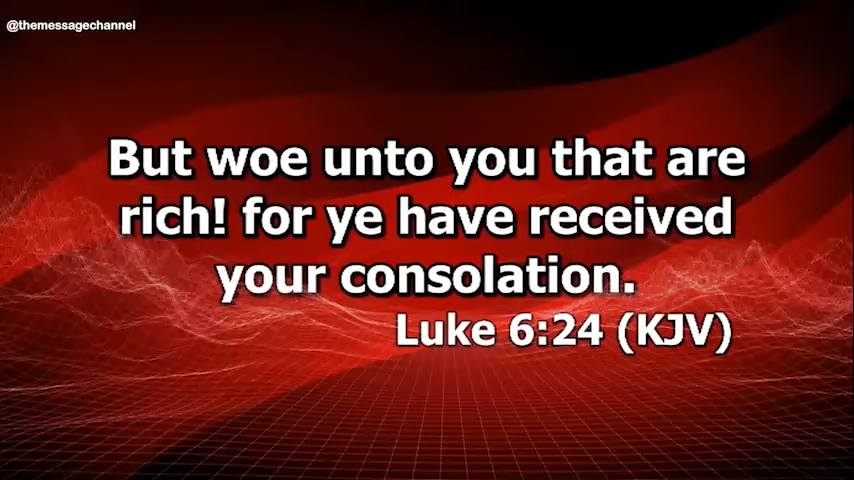 @themessagechannel
But woe unto you that are
rich! for ye have received
your consolation.
Luke 6:24 (KJV)